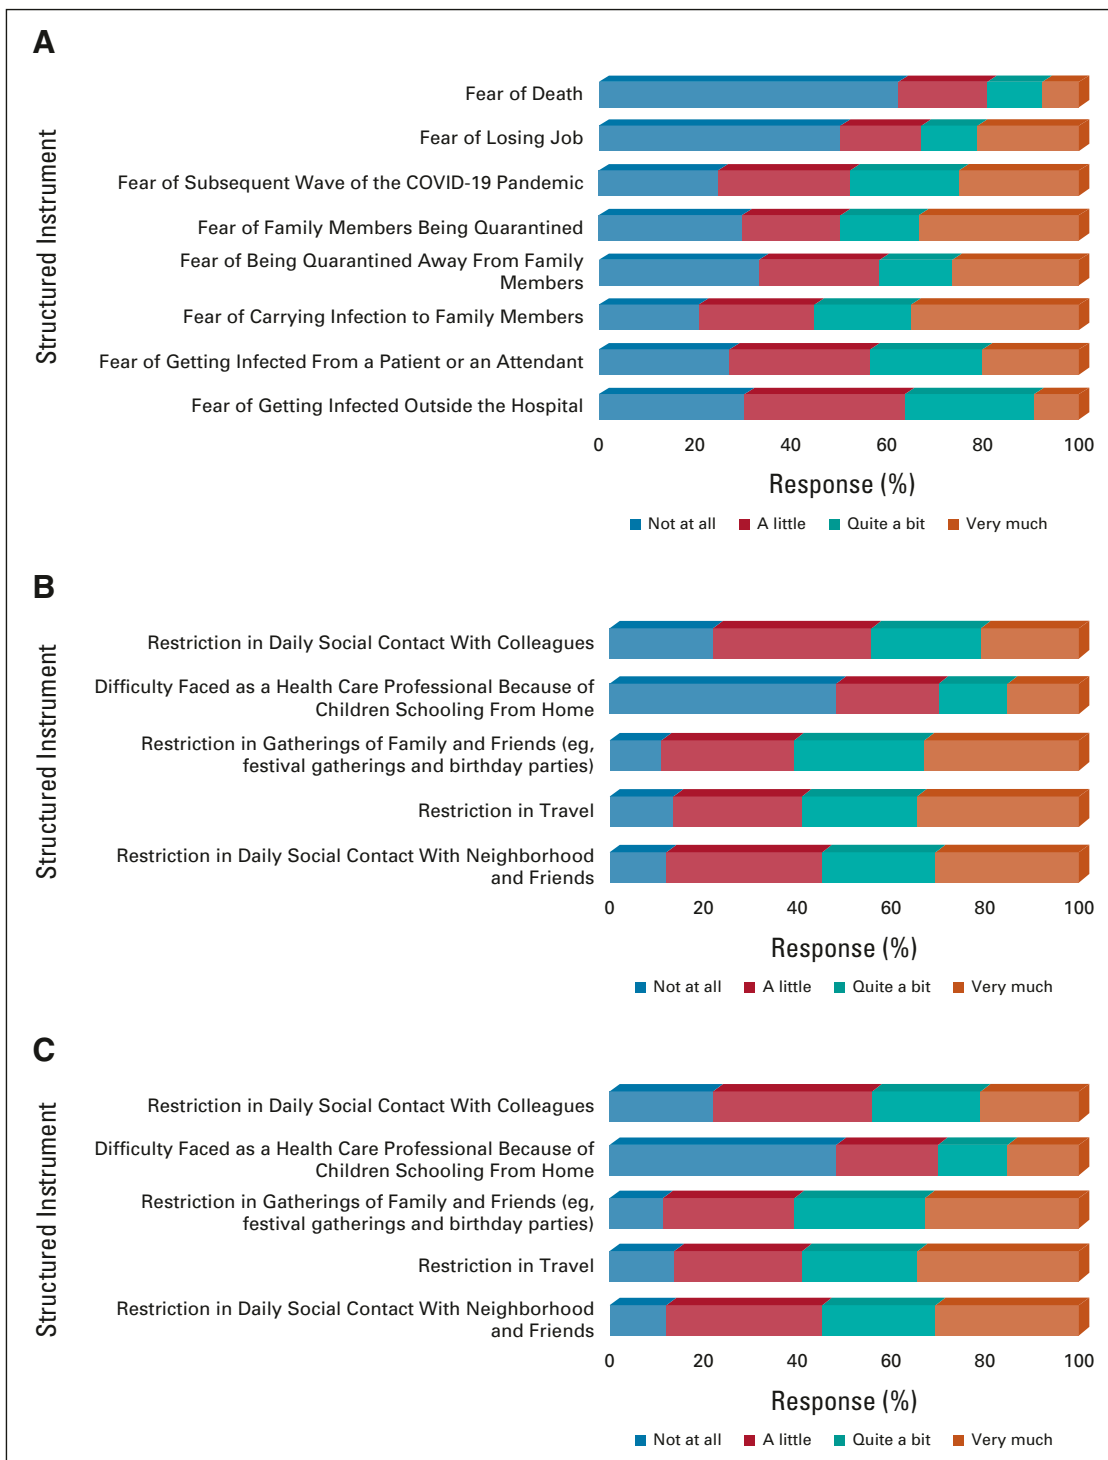 A
Structured Instrument
Fear of Death
Fear of Losing Job
Fear of Subsequent Wave of the COVID-19 Pandemic
Fear of Family Members Being Quarantined
Fear of Being Quarantined Away From Family
Members
Fear of Carrying Infection to Family Members
Fear of Getting Infected From a Patient or an Attendant
Fear of Getting Infected Outside the Hospital
0 20 40 60 80 100
Response (%)
Not at all A little Quite a bit Very much
B
Structured Instrument
Restriction in Daily Social Contact With Colleagues
Difficulty Faced as a Health Care Professional Because of
Children Schooling From Home
Restriction in Gatherings of Family and Friends (eg,
festival gatherings and birthday parties)
Restriction in Travel
Restriction in Daily Social Contact With Neighborhood
and Friends
0 20 40 60 80 100
Response (%)
Not at all A little Quite a bit Very much
C
Structured Instrument
Restriction in Daily Social Contact With Colleagues
Difficulty Faced as a Health Care Professional Because of
Children Schooling From Home
Restriction in Gatherings of Family and Friends (eg,
festival gatherings and birthday parties)
Restriction in Travel
Restriction in Daily Social Contact With Neighborhood
and Friends
0 20 40 60 80 100
Response (%)
Not at all A little Quite a bit Very much